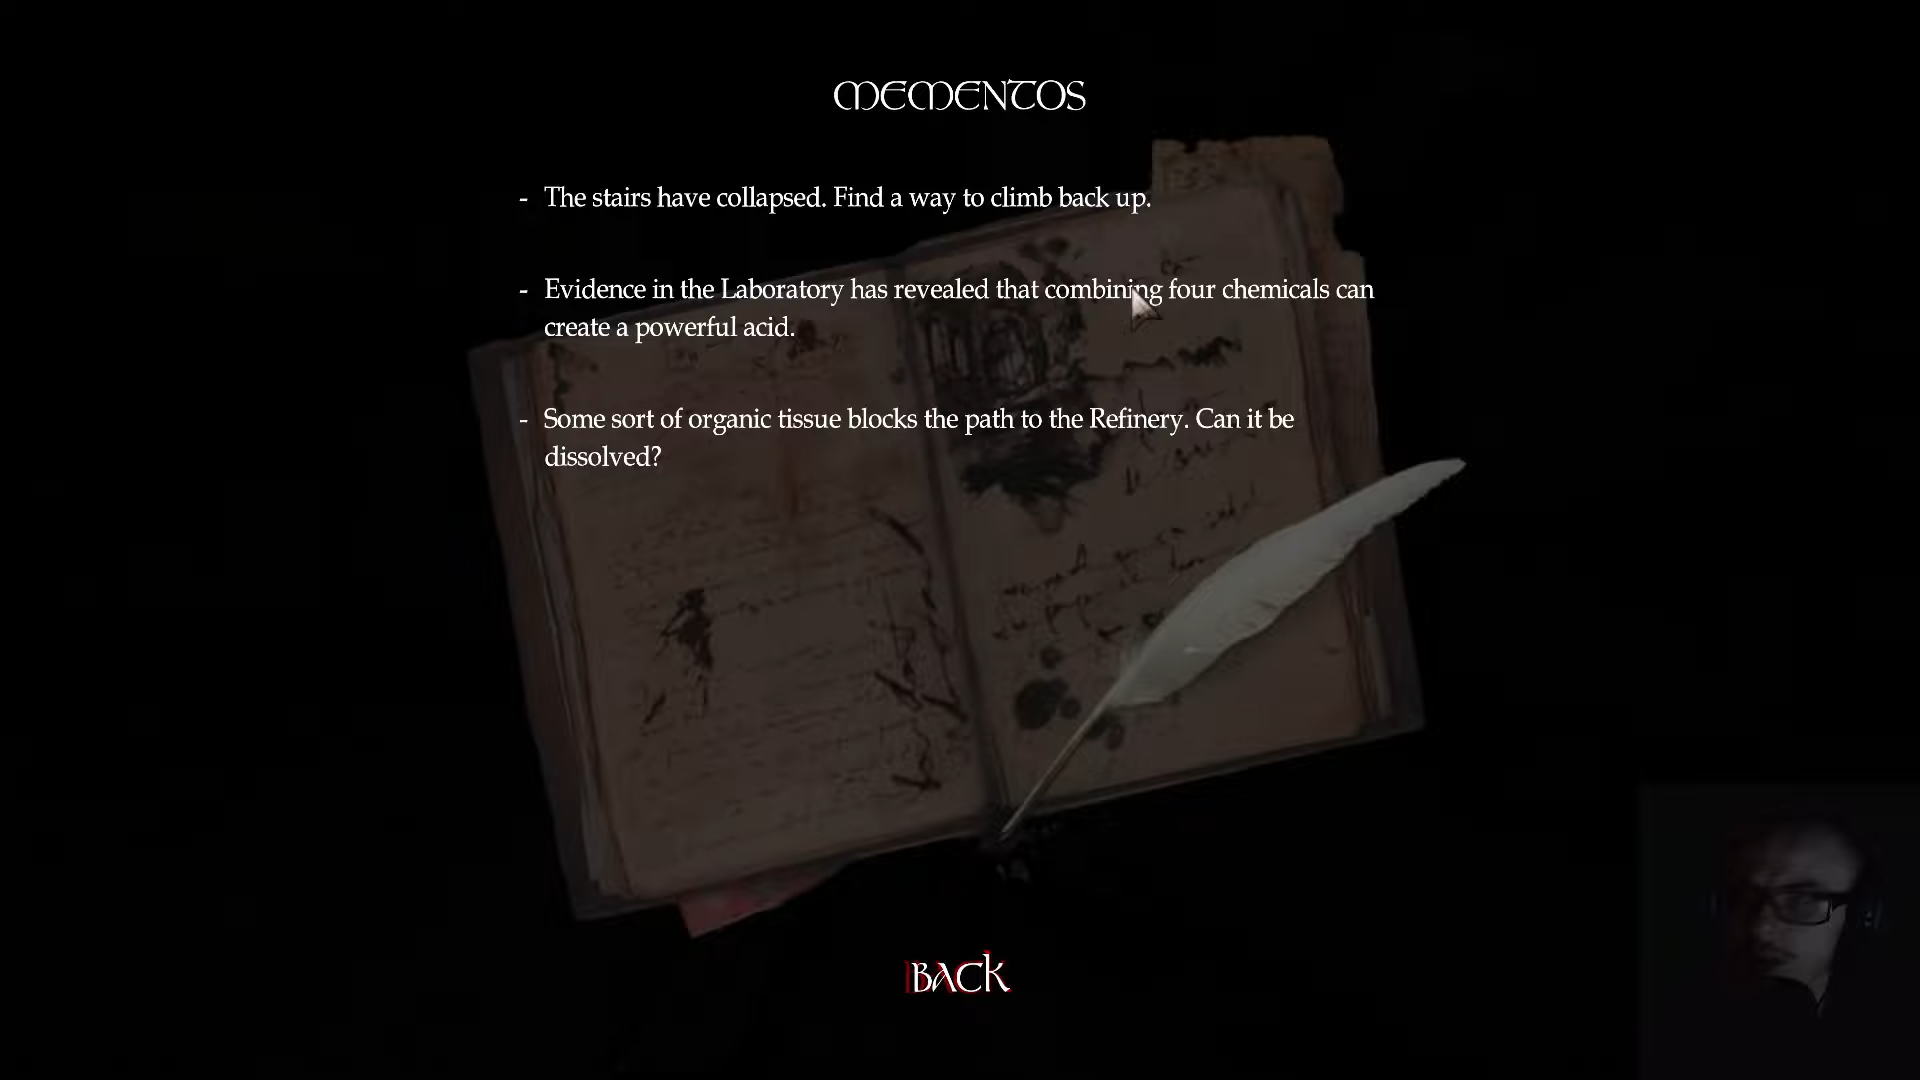 MEMENTOS
- The stairs have collapsed. Find a way to climb back up.
- Evidence in the Laboratory has revealed that combining four chemicals can
create a powerful acid.
- Some sort of organic tissue blocks the path to the Refinery. Can it be
dissolved?
BACK